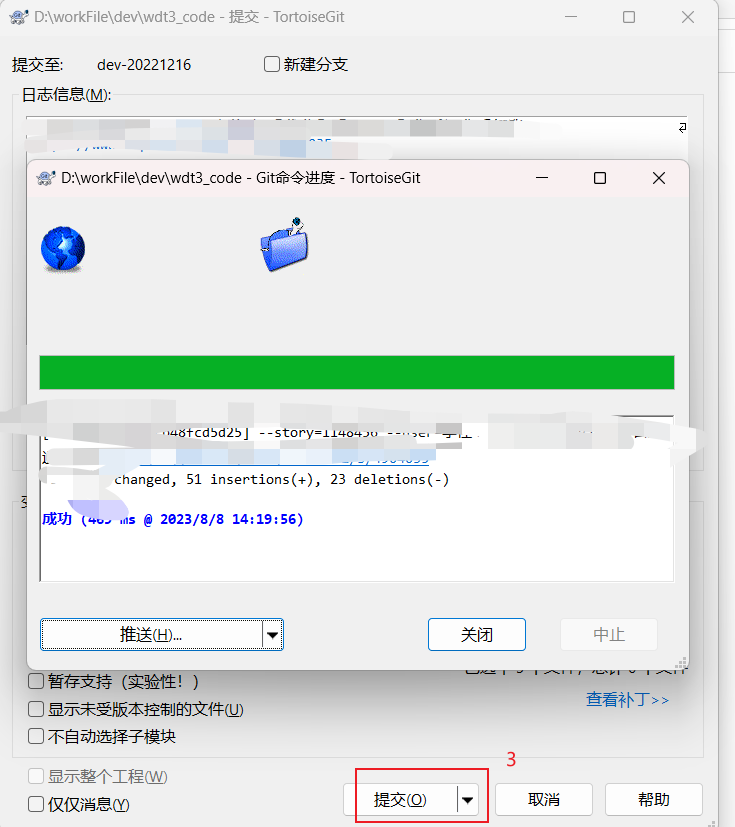 D:\workFile\dev\wdt3_code - 提交 - TortoiseGit
提交至: dev-20221216 新建分支
日志信息(M):
D:\workFile\dev\wdt3_code - Git命令进度 - TortoiseGit
048fcd5d25] --story=1148456 --user=
changed, 51 insertions(+), 23 deletions(-)
成功 (469 ms @ 2023/8/8 14:19:56)
推送(H)... 关闭 中止
暂存支持（实验性！）
查看补丁>>
显示未受版本控制的文件(U)
不自动选择子模块
显示整个工程(W)
3
仅仅消息(Y)
提交(O) 取消 帮助